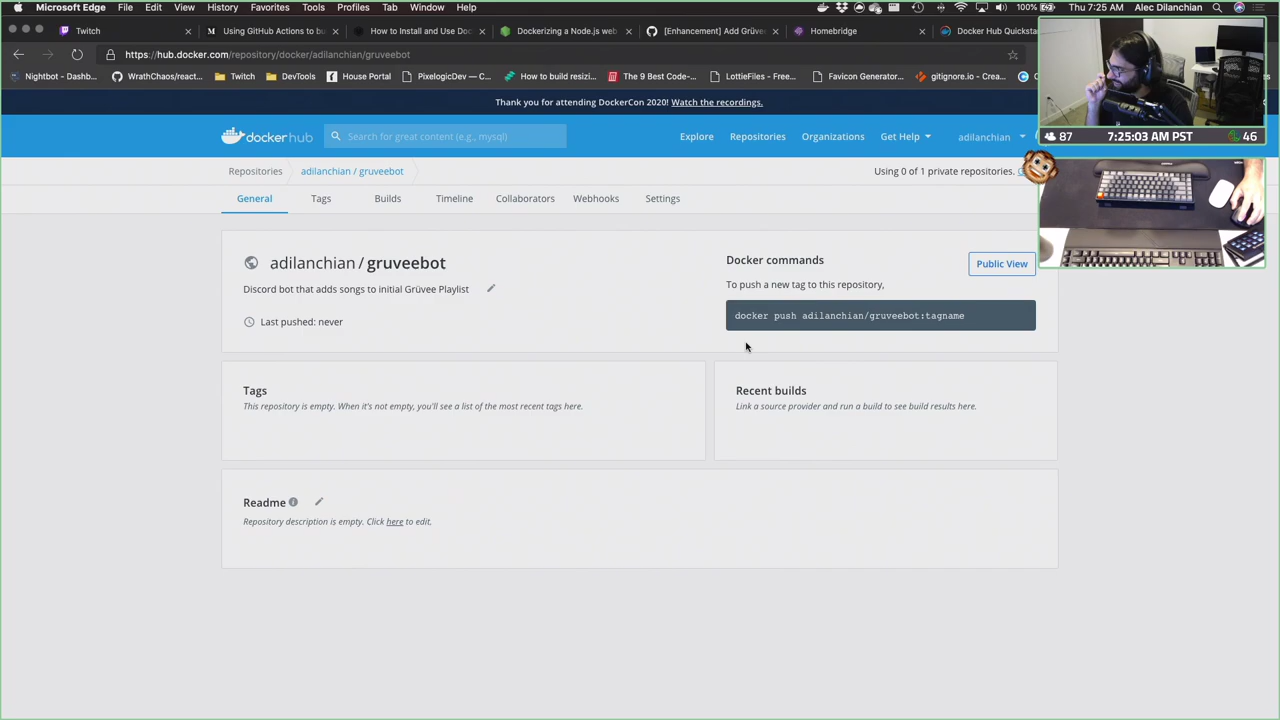 Microsoft Edge File Edit View History Favorites Tools Profiles Tab Window Help 100% Thu 7:25 AM Alec Dilanchian
Twitch
Using GitHub Actions to bu
How to Install and Use Doc
Dockerizing a Node.js web
[Enhancement] Add Grüve
Homebridge
Docker Hub Quicksta
https://hub.docker.com/repository/docker/adilanchian/gruveebot
Nightbot - Dashb...
WrathChaos/react...
Twitch
DevTools
House Portal
PixelogicDev — C...
How to build resizi...
The 9 Best Code-...
LottieFiles - Free...
Favicon Generator...
gitignore.io - Crea...
Thank you for attending DockerCon 2020! Watch the recordings.
dockerhub
Search for great content (e.g., mysql)
Explore Repositories Organizations Get Help adilanchian
87 7:25:03 AM PST 46
Repositories adilanchian / gruveebot
Using 0 of 1 private repositories.
General Tags Builds Timeline Collaborators Webhooks Settings
adilanchian / gruveebot
Discord bot that adds songs to initial Grüvee Playlist
Last pushed: never
Docker commands
Public View
To push a new tag to this repository,
docker push adilanchian/gruveebot:tagname
Tags
This repository is empty. When it's not empty, you'll see a list of the most recent tags here.
Recent builds
Link a source provider and run a build to see build results here.
Readme
Repository description is empty. Click here to edit.